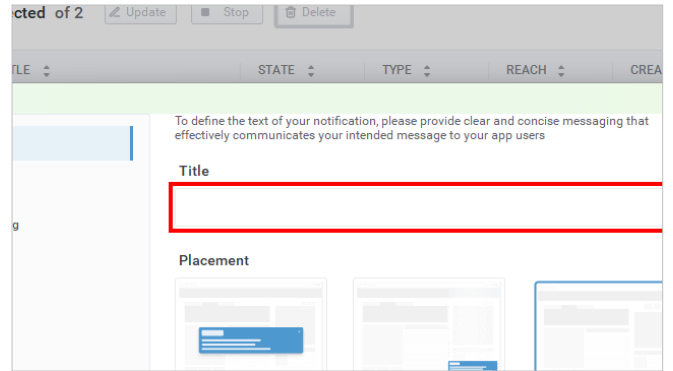 cted of 2 Update Stop Delete
TLE STATE TYPE REACH CREA
To define the text of your notification, please provide clear and concise messaging that
effectively communicates your intended message to your app users
Title
g
Placement